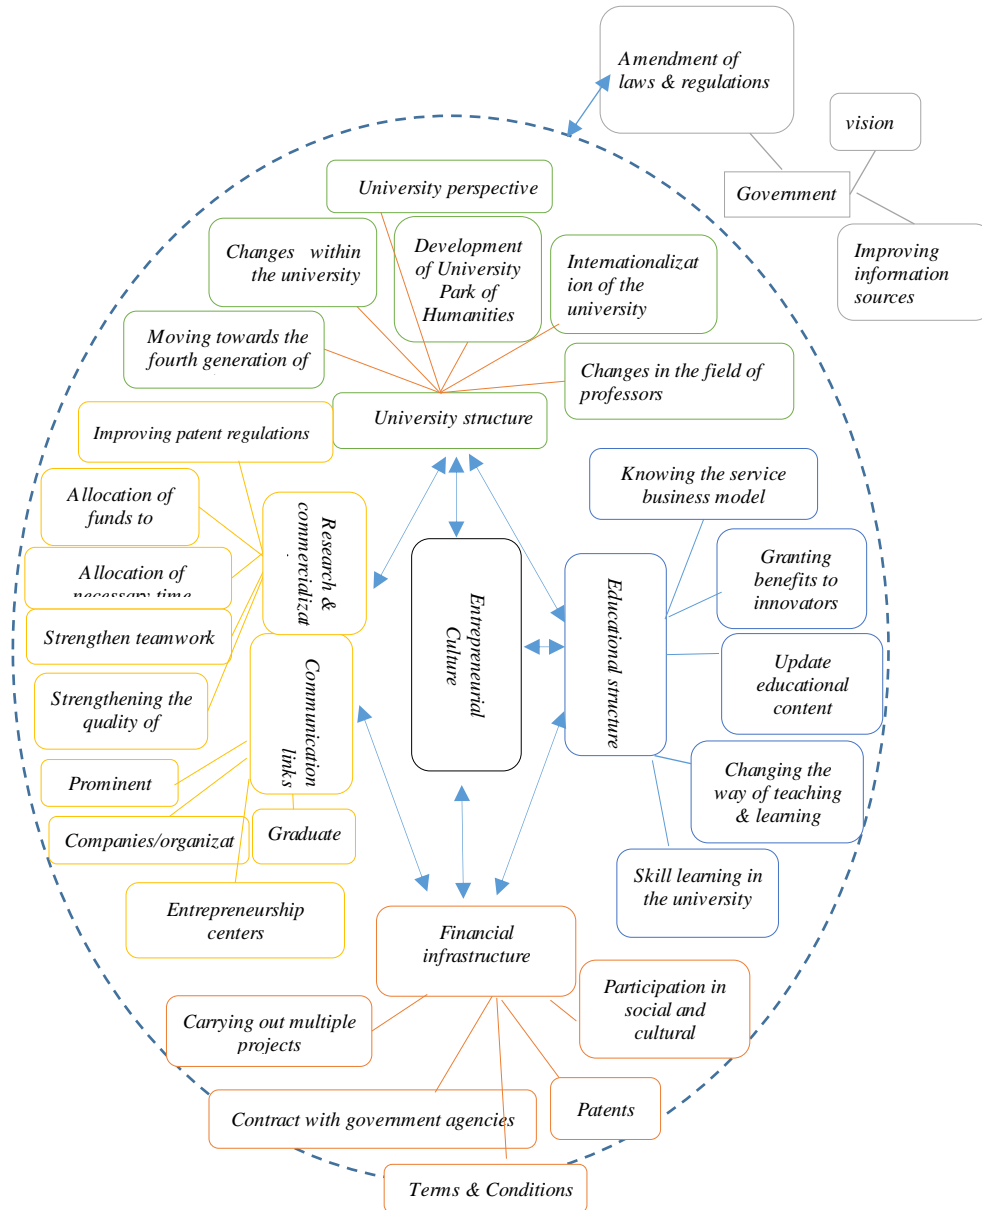 Amendment of
laws & regulations
vision
Government
Improving
information
sources
University perspective
Changes within
the university
Development
of University
Park of
Humanities
Internationalizat
ion of the
university
Moving towards the
fourth generation of
Changes in the field of
professors
University structure
Improving patent regulations
Allocation of
funds to
Allocation of
necessary time
Strengthen teamwork
Strengthening the
quality of
Research &
commercializat
Communication
links
Prominent
Companies/organizat
Graduate
Entrepreneurship
centers
Entrepreneurial
Culture
Educational structure
Knowing the service
business model
Granting
benefits to
innovators
Update
educational
content
Changing the
way of teaching
& learning
Skill learning in
the university
Financial
infrastructure
Carrying out multiple
projects
Participation in
social and
cultural
Contract with government agencies
Patents
Terms & Conditions